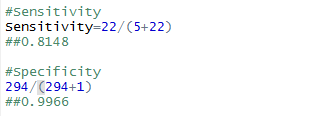 #Sensitivity
Sensitivity=22/(5+22)
##0.8148
#Specificity
294/(294+1)
##0.9966